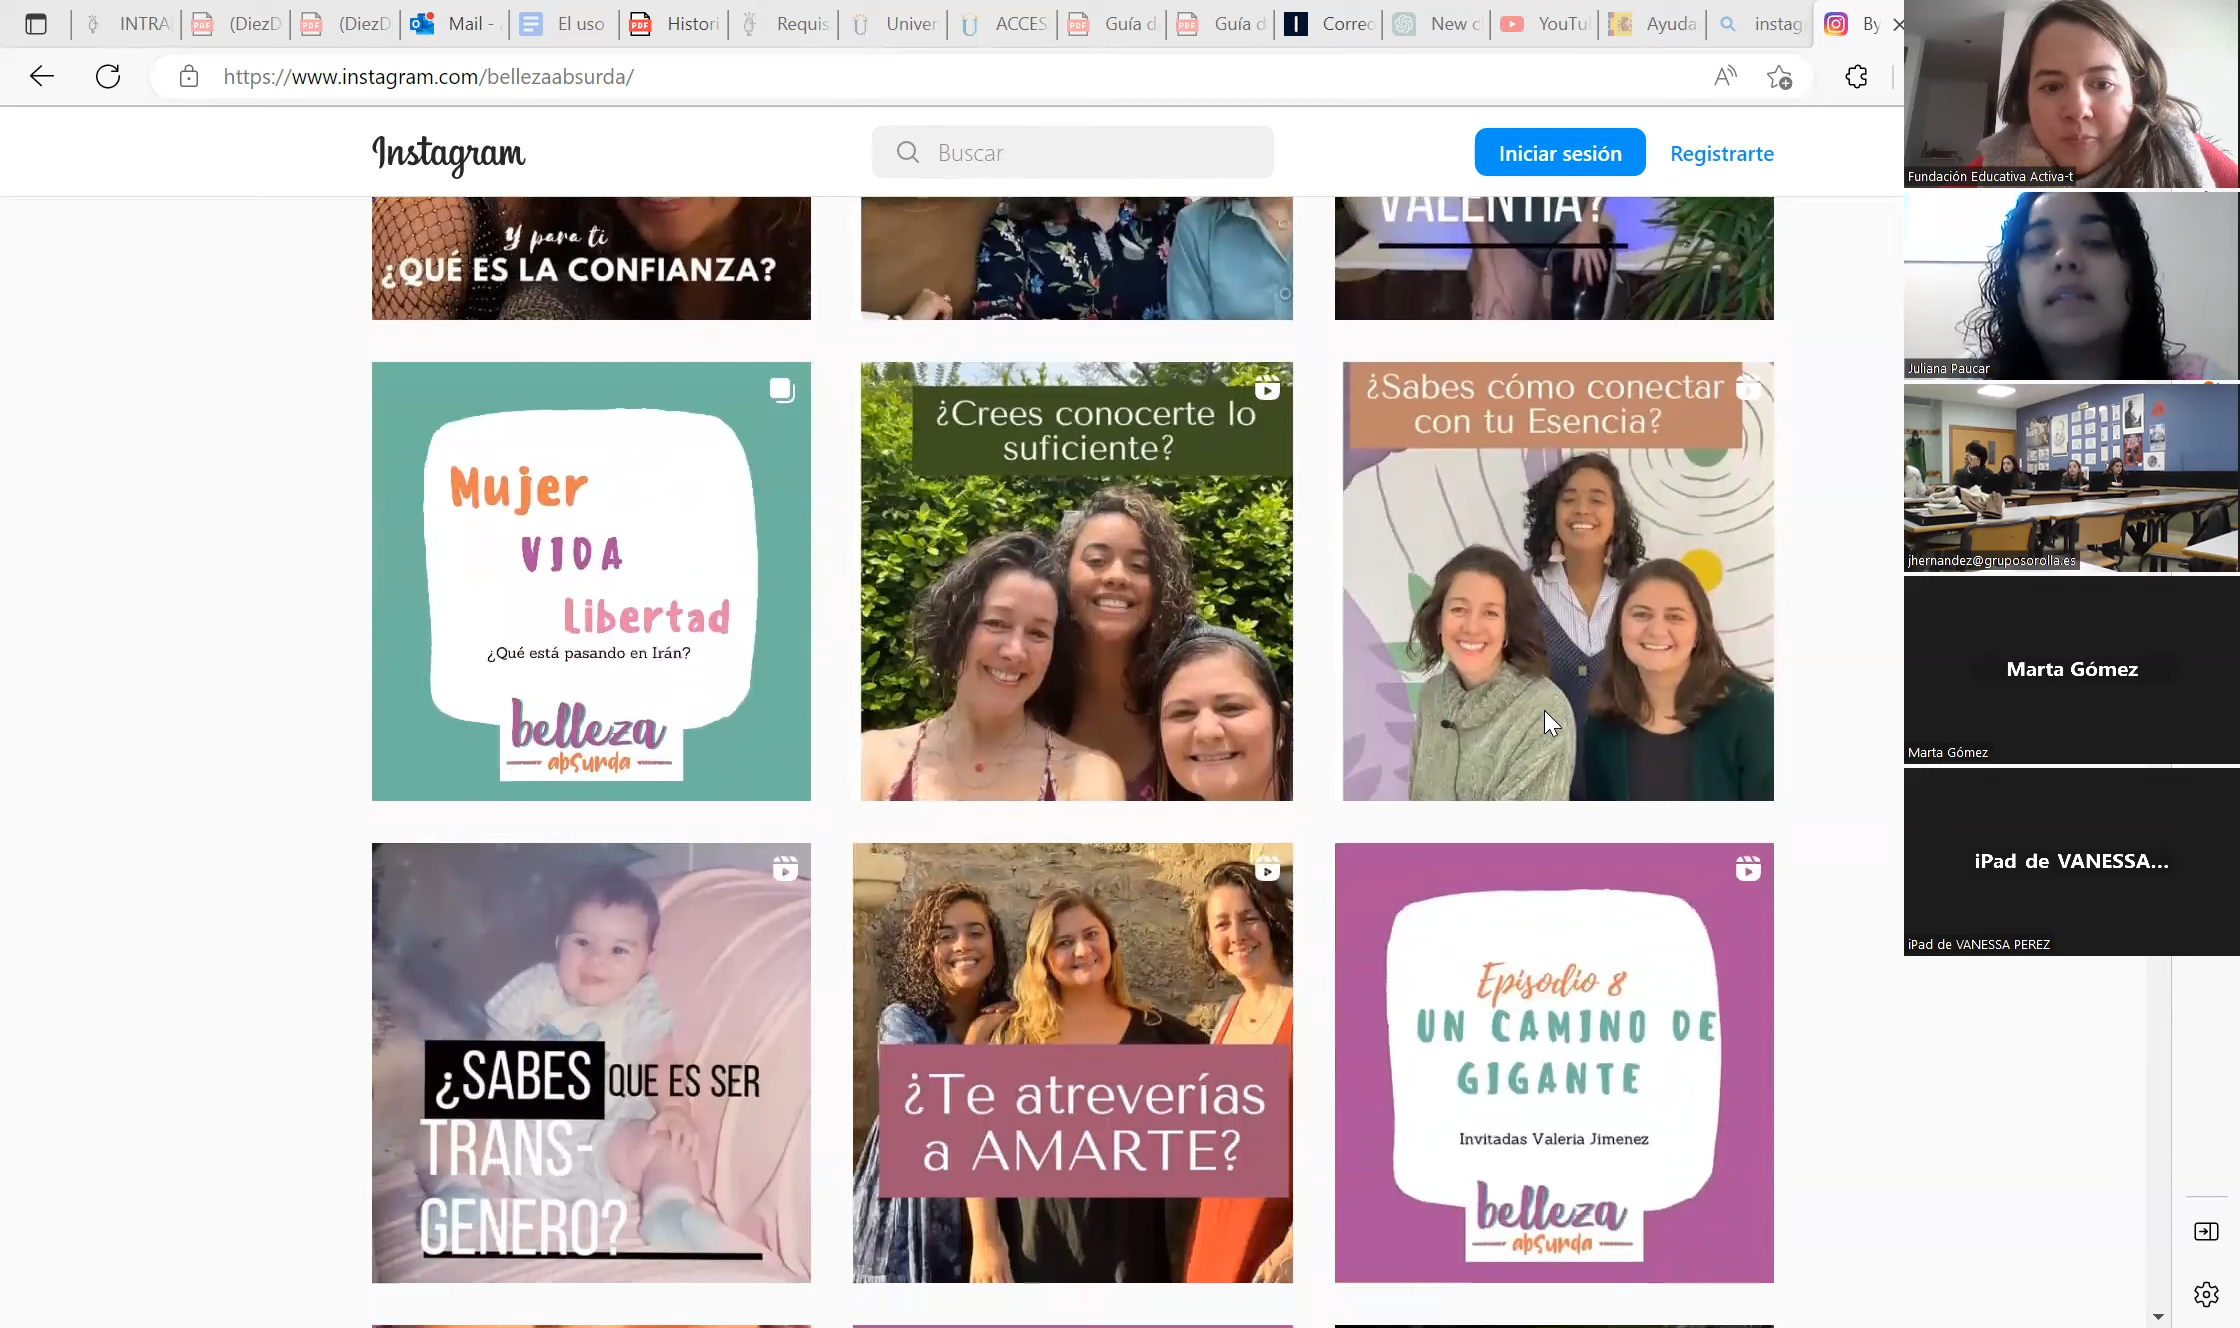 INTRA
(DiezD
(DiezD
Mail -
El uso
Histori
Requis
Univer
ACCES
Guía d
Guía d
Correo
New c
YouTu
Ayuda
instag
By
https://www.instagram.com/bellezaabsurda/
Instagram
Buscar
Iniciar sesión
Registrarte
Y para ti
¿QUÉ ES LA CONFIANZA?
VALENTIA?
Mujer
VIDA
Libertad
¿Qué está pasando en Irán?
belleza
absurda
¿Crees conocerte lo
suficiente?
¿Sabes cómo conectar
con tu Esencia?
¿SABES QUE ES SER
TRANS-
GENERO?
¿Te atreverías
a AMARTE?
Episodio 8
UN CAMINO DE
GIGANTE
Invitadas Valeria Jimenez
belleza
absurda
Fundación Educativa Activa-t
Juliana Paucar
jhernandez@gruposorolla.es
Marta Gómez
Marta Gómez
iPad de VANESSA...
iPad de VANESSA PEREZ